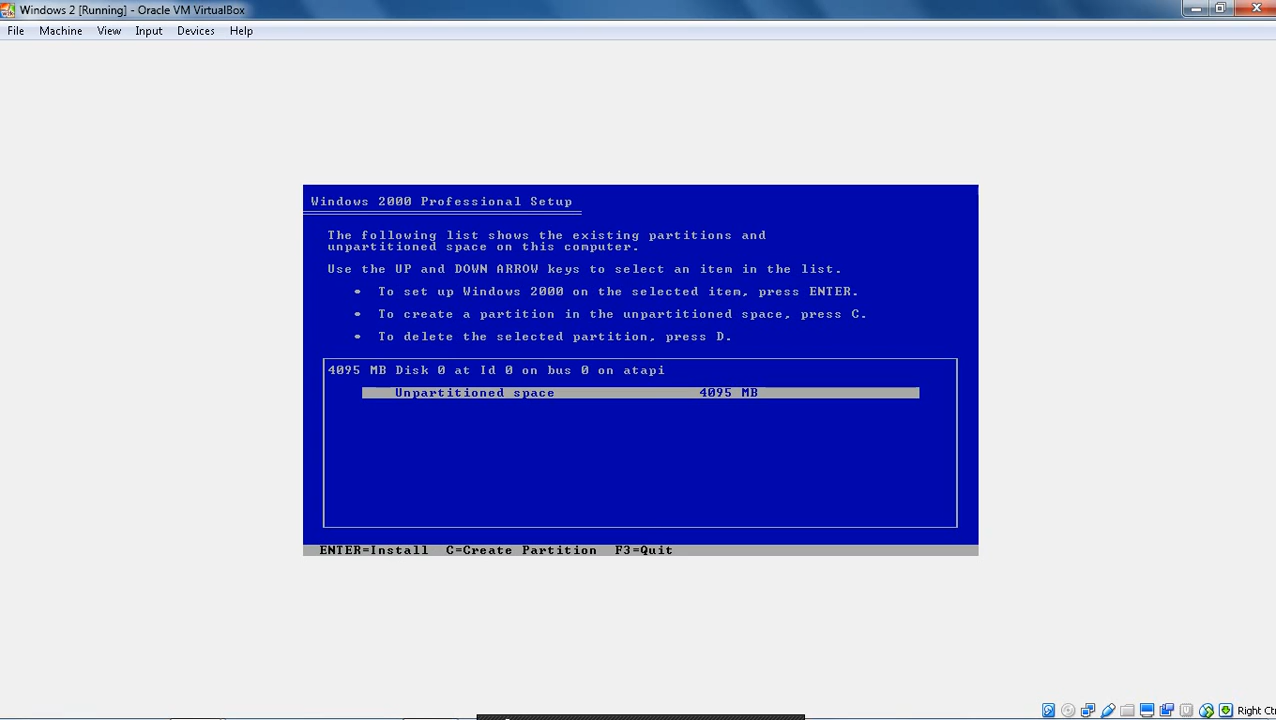 Windows 2 [Running] - Oracle VM VirtualBox
File Machine View Input Devices Help
Windows 2000 Professional Setup
The following list shows the existing partitions and
unpartitioned space on this computer.
Use the UP and DOWN ARROW keys to select an item in the list.
• To set up Windows 2000 on the selected item, press ENTER.
• To create a partition in the unpartitioned space, press C.
• To delete the selected partition, press D.
4095 MB Disk 0 at Id 0 on bus 0 on atapi
Unpartitioned space 4095 MB
ENTER=Install C=Create Partition F3=Quit
Right Ctr